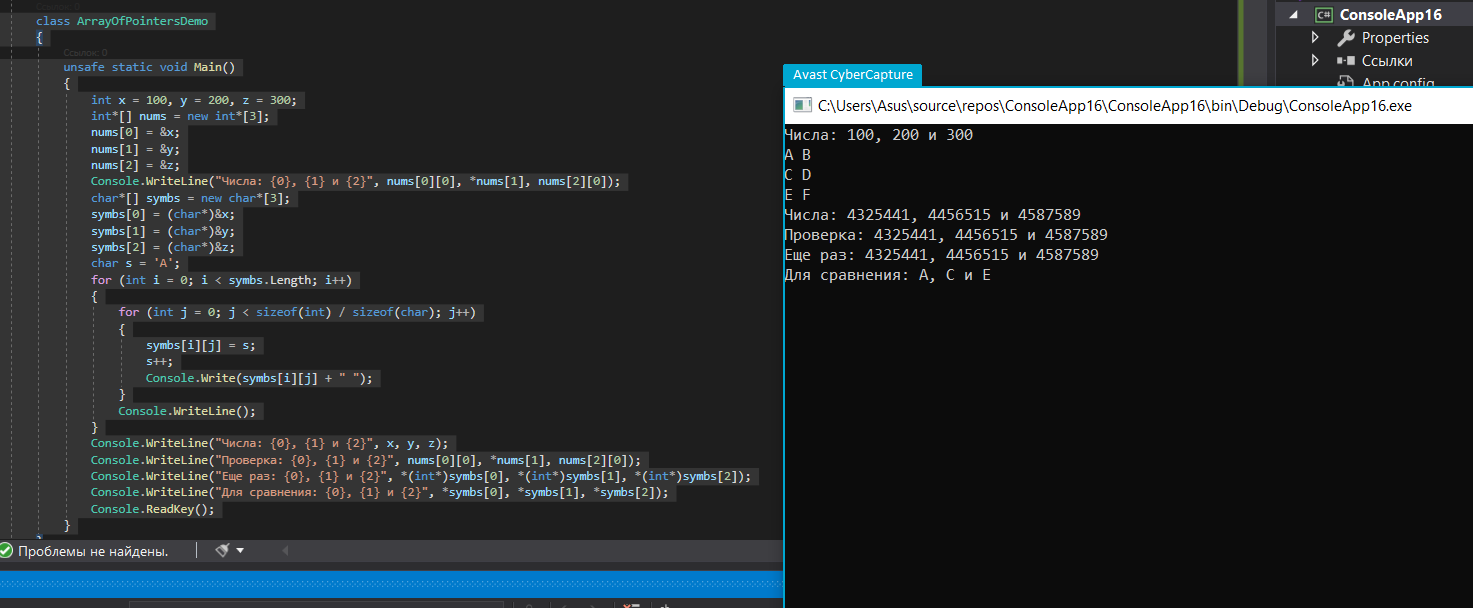 Ссылок: 0
class ArrayOfPointersDemo
{
Ссылок: 0
unsafe static void Main()
{
int x = 100, y = 200, z = 300;
int*[] nums = new int*[3];
nums[0] = &x;
nums[1] = &y;
nums[2] = &z;
Console.WriteLine("Числа: {0}, {1} и {2}", nums[0][0], *nums[1], nums[2][0]);
char*[] symbs = new char*[3];
symbs[0] = (char*)&x;
symbs[1] = (char*)&y;
symbs[2] = (char*)&z;
char s = 'A';
for (int i = 0; i < symbs.Length; i++)
{
for (int j = 0; j < sizeof(int) / sizeof(char); j++)
{
symbs[i][j] = s;
s++;
Console.Write(symbs[i][j] + " ");
}
Console.WriteLine();
}
Console.WriteLine("Числа: {0}, {1} и {2}", x, y, z);
Console.WriteLine("Проверка: {0}, {1} и {2}", nums[0][0], *nums[1], nums[2][0]);
Console.WriteLine("Еще раз: {0}, {1} и {2}", *(int*)symbs[0], *(int*)symbs[1], *(int*)symbs[2]);
Console.WriteLine("Для сравнения: {0}, {1} и {2}", *symbs[0], *symbs[1], *symbs[2]);
Console.ReadKey();
}
}
Проблемы не найдены.
Avast CyberCapture
C:\Users\Asus\source\repos\ConsoleApp16\ConsoleApp16\bin\Debug\ConsoleApp16.exe
Числа: 100, 200 и 300
A B
C D
E F
Числа: 4325441, 4456515 и 4587589
Проверка: 4325441, 4456515 и 4587589
Еще раз: 4325441, 4456515 и 4587589
Для сравнения: A, C и E
C# ConsoleApp16
Properties
Ссылки
App.config